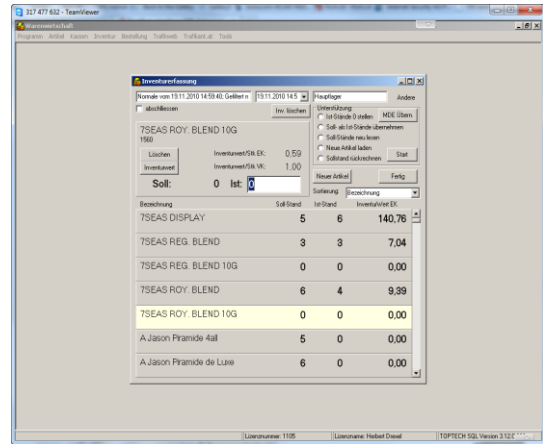 317 477 632 - TeamViewer
Warenwirtschaft
Programm Artikel Kassen Inventur Bestellung Trafikweb Trafikant.at Tools
Inventurerfassung
Normale vom 19.11.2010 14:59:40; Gefiltert n 19.11.2010 14:5 Hauptlager Andere
abschliessen Inv. löschen Unterstützung:
Ist-Stände 0 stellen MDE Übern.
7SEAS ROY. BLEND 10G Soll- als Ist-Stände übernehmen
1560 Soll-Stände neu lesen
Neue Artikel laden
Löschen Inventurwert/Stk. EK: 0,59 Sollstand rückrechnen Start
Inventurwert Inventurwert/Stk. VK: 1,00
Neuer Artikel Fertig
Soll: 0 Ist: 0
Sortierung: Bezeichnung
Bezeichnung Soll-Stand Ist-Stand InventurWert EK
7SEAS DISPLAY 5 6 140,76
7SEAS REG. BLEND 3 3 7,04
7SEAS REG. BLEND 10G 0 0 0,00
7SEAS ROY. BLEND 6 4 9,39
7SEAS ROY. BLEND 10G 0 0 0,00
A.Jason Piramide 4all 5 0 0,00
A.Jason Piramide de Luxe 6 0 0,00
Lizenznummer: 1105 Lizenzname: Herbert Diesel TOPTECH SQL Version 3.12.0